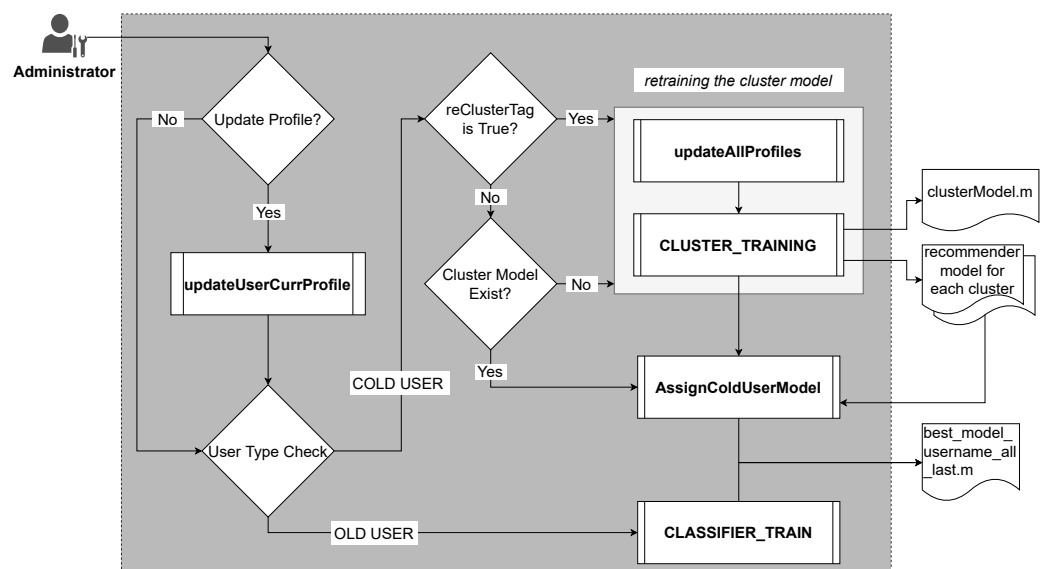 Administrator
Update Profile?
No
Yes
updateUserCurrProfile
User Type Check
COLD USER
OLD USER
reClusterTag
is True?
Yes
No
Cluster Model
Exist?
No
Yes
retraining the cluster model
updateAllProfiles
CLUSTER_TRAINING
AssignColdUserModel
CLASSIFIER_TRAIN
clusterModel.m
recommender
model for
each cluster
best_model_
username_all
_last.m